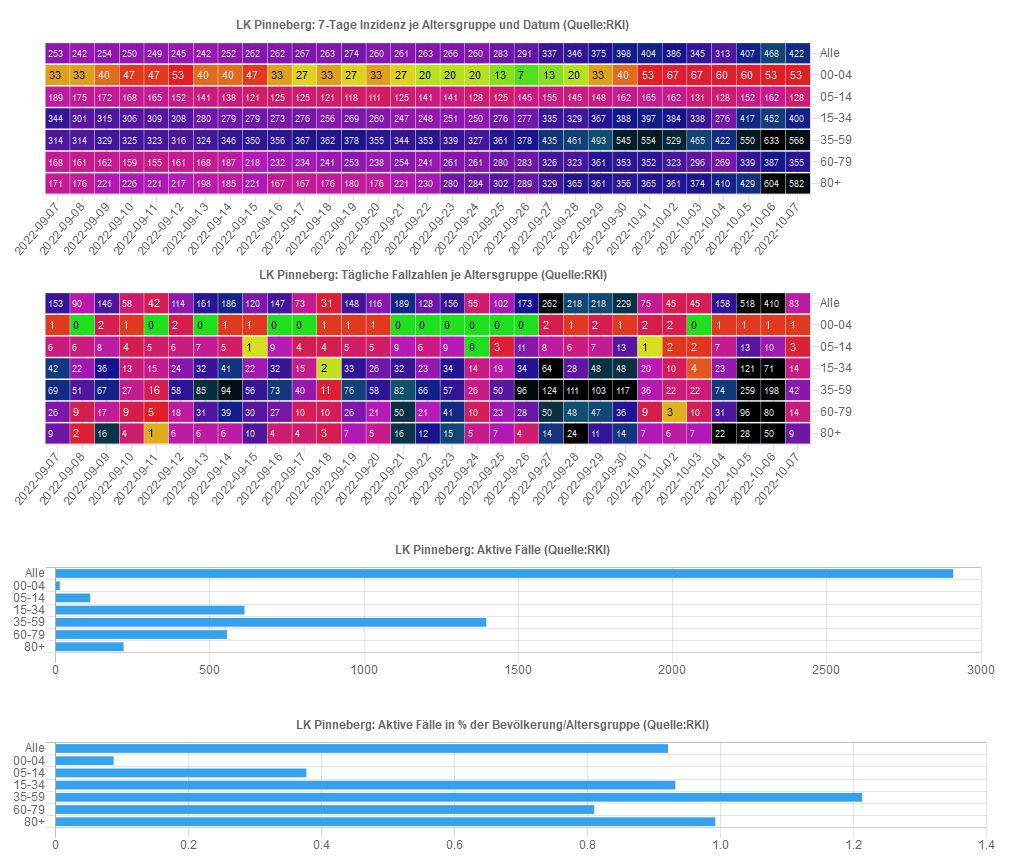 LK Pinneberg: 7-Tage Inzidenz je Altersgruppe und Datum (Quelle:RKI)
253 242 254 250 249 245 242 252 262 262 267 263 274 260 261 263 266 260 283 291 337 346 375 398 404 386 345 313 407 468 422 Alle
33 33 40 47 47 53 40 40 47 33 27 33 27 33 27 20 20 20 13 7 13 20 33 40 53 67 67 60 60 53 53 00-04
189 175 172 168 165 152 141 138 121 125 125 121 118 111 125 141 141 128 125 145 155 145 148 162 165 162 131 128 152 162 128 05-14
344 301 315 306 309 308 280 279 279 273 276 256 269 260 247 248 251 250 276 277 335 329 367 388 397 384 338 276 417 452 400 15-34
314 314 329 325 323 316 324 346 350 356 367 362 378 355 349 353 339 327 361 378 435 461 493 545 554 529 465 422 550 633 568 35-59
168 161 162 159 155 161 168 187 218 232 234 241 253 238 254 241 261 261 280 283 326 323 361 353 352 323 296 269 339 387 355 60-79
171 176 221 226 221 217 198 185 221 167 167 176 180 176 221 230 280 284 302 289 329 365 361 356 365 361 374 410 429 604 582 80+
2022-09-07 2022-09-08 2022-09-09 2022-09-10 2022-09-11 2022-09-12 2022-09-13 2022-09-14 2022-09-15 2022-09-16 2022-09-17 2022-09-18 2022-09-19 2022-09-20 2022-09-21 2022-09-22 2022-09-23 2022-09-24 2022-09-25 2022-09-26 2022-09-27 2022-09-28 2022-09-29 2022-09-30 2022-10-01 2022-10-02 2022-10-03 2022-10-04 2022-10-05 2022-10-06 2022-10-07
LK Pinneberg: Tägliche Fallzahlen je Altersgruppe (Quelle:RKI)
153 90 146 58 42 114 161 186 120 147 73 31 148 116 189 128 156 55 102 173 262 218 218 229 75 45 45 158 518 410 83 Alle
1 0 2 1 0 2 0 1 1 0 0 1 1 1 0 0 0 0 0 0 2 1 2 1 2 2 0 1 1 1 1 00-04
6 6 8 4 5 6 7 5 1 9 4 4 5 5 9 6 9 0 3 11 8 6 7 13 1 2 2 7 13 10 3 05-14
42 22 36 13 15 24 32 41 22 32 15 2 33 26 32 23 34 14 19 34 64 28 48 48 20 10 4 23 121 71 14 15-34
69 51 67 27 16 58 85 94 56 73 40 11 76 58 82 66 57 26 50 96 124 111 103 117 36 22 22 74 259 198 42 35-59
26 9 17 9 5 18 31 39 30 27 10 10 26 21 50 21 41 10 23 28 50 48 47 36 9 3 10 31 96 80 14 60-79
9 2 16 4 1 6 6 6 10 4 4 3 7 5 16 12 15 5 7 4 14 24 11 14 7 6 7 22 28 50 9 80+
2022-09-07 2022-09-08 2022-09-09 2022-09-10 2022-09-11 2022-09-12 2022-09-13 2022-09-14 2022-09-15 2022-09-16 2022-09-17 2022-09-18 2022-09-19 2022-09-20 2022-09-21 2022-09-22 2022-09-23 2022-09-24 2022-09-25 2022-09-26 2022-09-27 2022-09-28 2022-09-29 2022-09-30 2022-10-01 2022-10-02 2022-10-03 2022-10-04 2022-10-05 2022-10-06 2022-10-07
LK Pinneberg: Aktive Fälle (Quelle:RKI)
Alle
00-04
05-14
15-34
35-59
60-79
80+
0 500 1000 1500 2000 2500 3000
LK Pinneberg: Aktive Fälle in % der Bevölkerung/Altersgruppe (Quelle:RKI)
Alle
00-04
05-14
15-34
35-59
60-79
80+
0 0.2 0.4 0.6 0.8 1.0 1.2 1.4